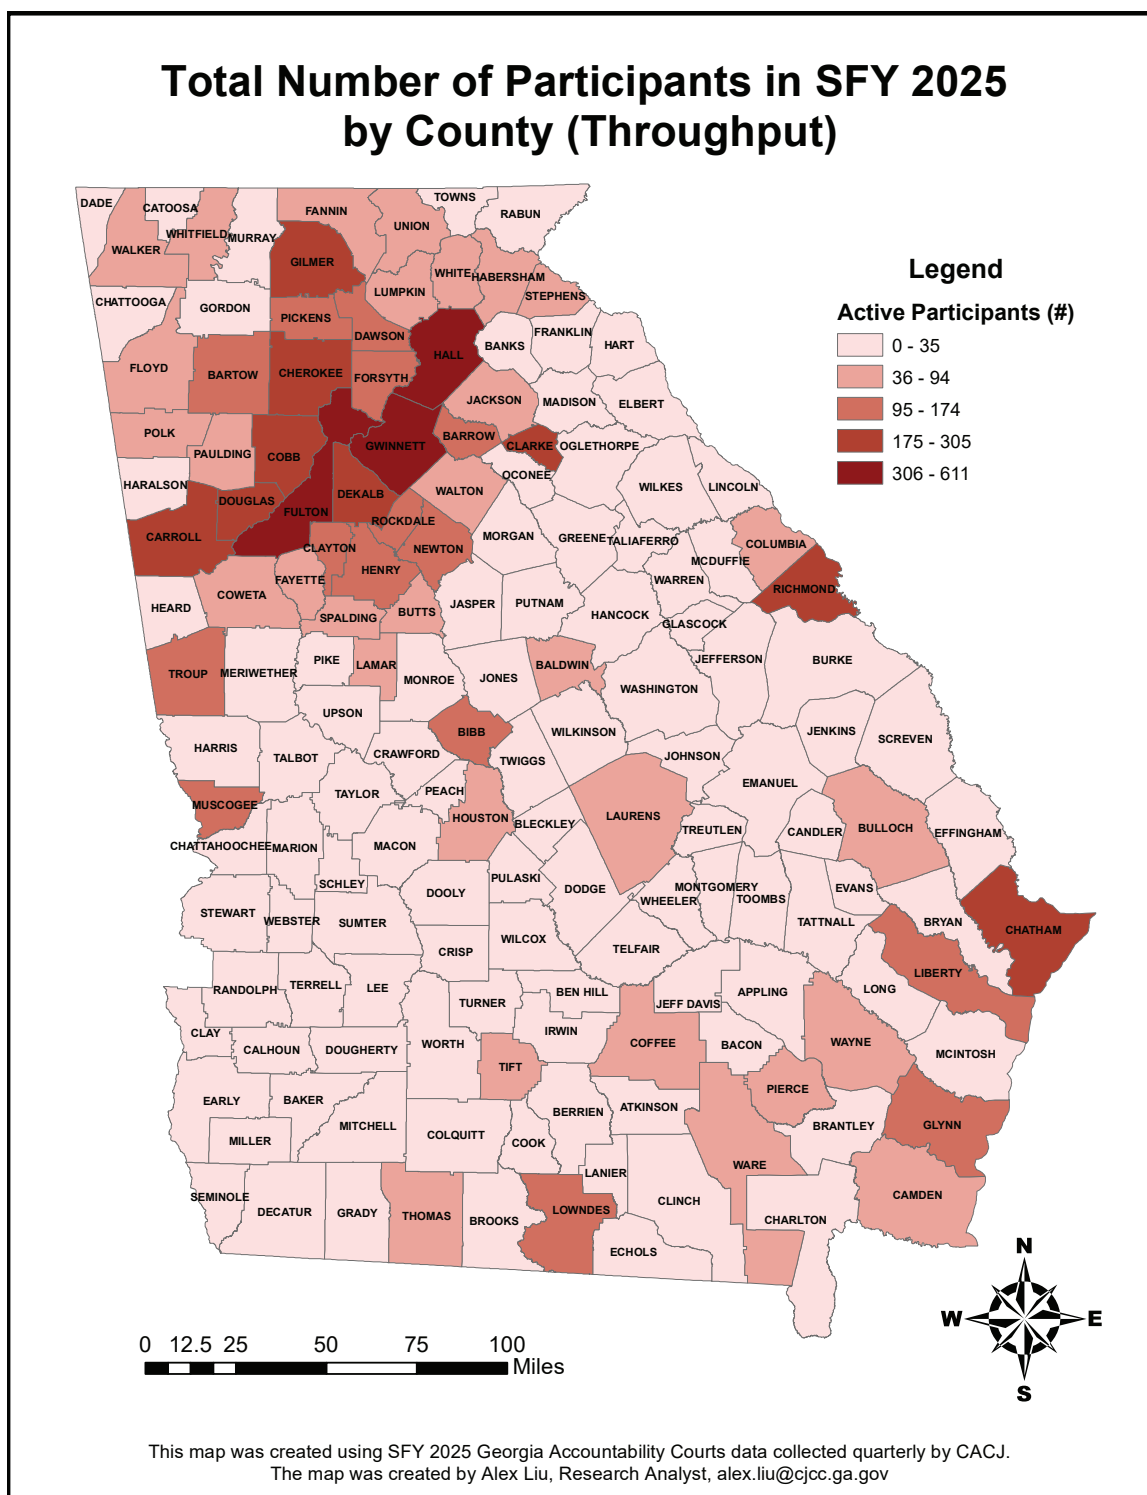 Total Number of Participants in SFY 2025
by County (Throughput)
DADE
CATOOSA
WHITFIELD
MURRAY
WALKER
FANNIN
UNION
TOWNS
RABUN
GILMER
WHITE
HABERSHAM
STEPHENS
LUMPKIN
CHATTOOGA
GORDON
PICKENS
DAWSON
HALL
BANKS
FRANKLIN
HART
FLOYD
BARTOW
CHEROKEE
FORSYTH
JACKSON
MADISON
ELBERT
POLK
PAULDING
COBB
GWINNETT
BARROW
CLARKE
OGLETHORPE
OCONEE
HARALSON
DOUGLAS
FULTON
DEKALB
ROCKDALE
WALTON
WILKES
LINCOLN
CARROLL
CLAYTON
HENRY
NEWTON
MORGAN
GREENE
TALIAFERRO
MCDUFFIE
COLUMBIA
WARREN
RICHMOND
HEARD
COWETA
FAYETTE
SPALDING
BUTTS
JASPER
PUTNAM
HANCOCK
GLASCOCK
JEFFERSON
BURKE
TROUP
MERIWETHER
PIKE
LAMAR
MONROE
JONES
BALDWIN
WASHINGTON
UPSON
BIBB
WILKINSON
JENKINS
SCREVEN
HARRIS
TALBOT
CRAWFORD
TWIGGS
JOHNSON
EMANUEL
MUSCOGEE
TAYLOR
PEACH
HOUSTON
BLECKLEY
LAURENS
TREUTLEN
CANDLER
BULLOCH
EFFINGHAM
CHATTAHOOCHEE
MARION
MACON
SCHLEY
DOOLY
PULASKI
DODGE
WHEELER
MONTGOMERY
TOOMBS
EVANS
TATTNALL
BRYAN
CHATHAM
STEWART
WEBSTER
SUMTER
CRISP
WILCOX
TELFAIR
LIBERTY
RANDOLPH
TERRELL
LEE
TURNER
BEN HILL
JEFF DAVIS
APPLING
LONG
CLAY
CALHOUN
DOUGHERTY
WORTH
IRWIN
COFFEE
BACON
WAYNE
MCINTOSH
TIFT
PIERCE
EARLY
BAKER
MITCHELL
BERRIEN
ATKINSON
BRANTLEY
GLYNN
MILLER
COLQUITT
COOK
LANIER
WARE
SEMINOLE
DECATUR
GRADY
THOMAS
BROOKS
LOWNDES
CLINCH
CHARLTON
CAMDEN
ECHOLS
Legend
Active Participants (#)
0 - 35
36 - 94
95 - 174
175 - 305
306 - 611
N
W E
S
0 12.5 25 50 75 100
Miles
This map was created using SFY 2025 Georgia Accountability Courts data collected quarterly by CACJ.
The map was created by Alex Liu, Research Analyst, alex.liu@cjcc.ga.gov